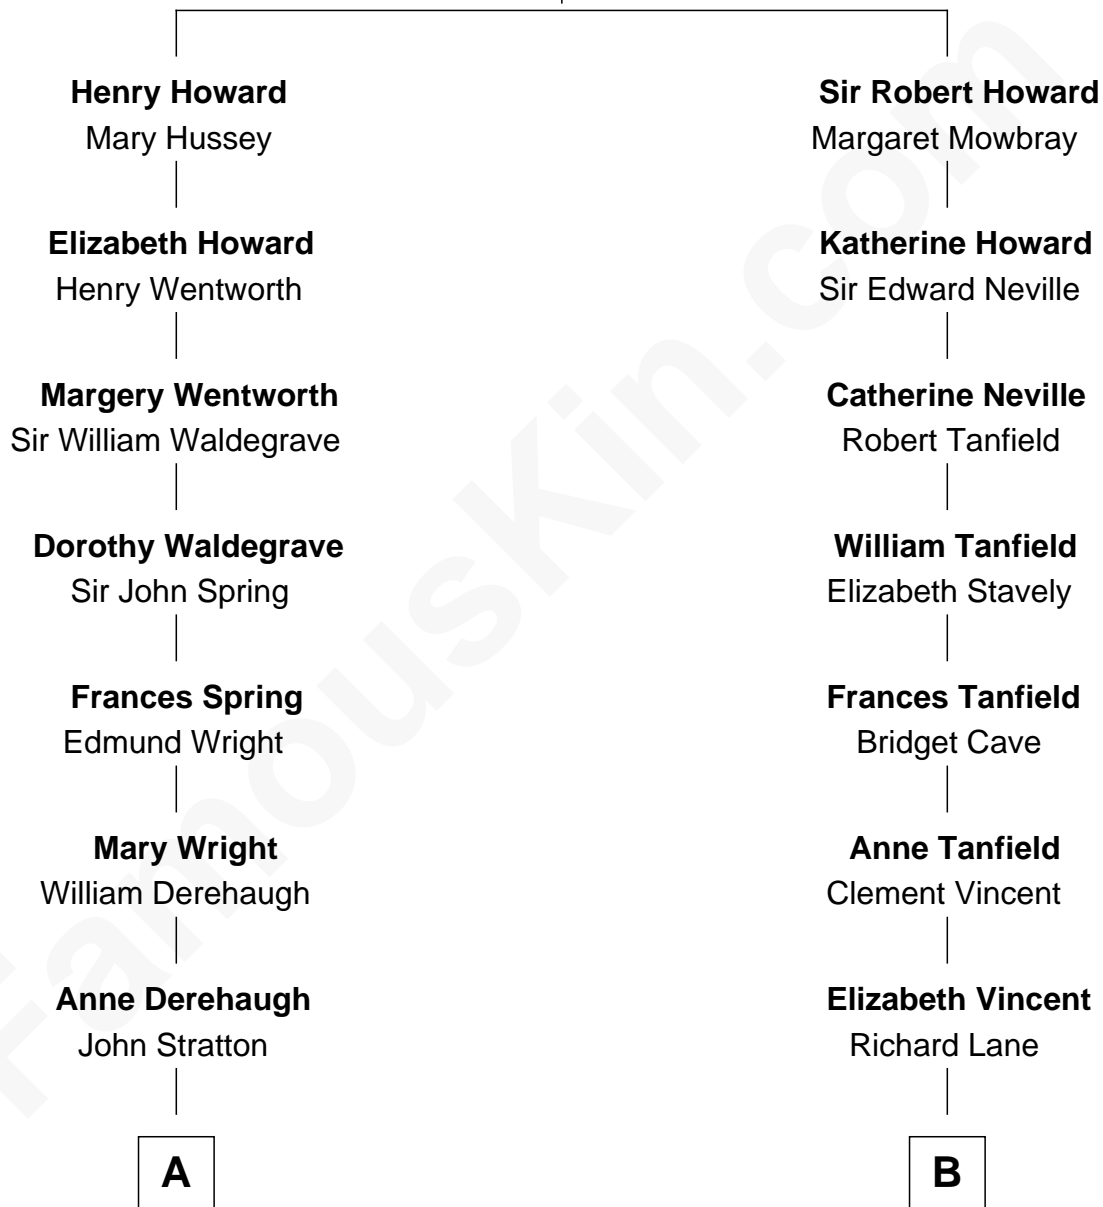 Henry Howard
Mary Hussey
Elizabeth Howard
Henry Wentworth
Margery Wentworth
Sir William Waldegrave
Dorothy Waldegrave
Sir John Spring
Frances Spring
Edmund Wright
Mary Wright
William Derehaugh
Anne Derehaugh
John Stratton
A
Sir Robert Howard
Margaret Mowbray
Katherine Howard
Sir Edward Neville
Catherine Neville
Robert Tanfield
William Tanfield
Elizabeth Stavely
Frances Tanfield
Bridget Cave
Anne Tanfield
Clement Vincent
Elizabeth Vincent
Richard Lane
B
FamousKin.com